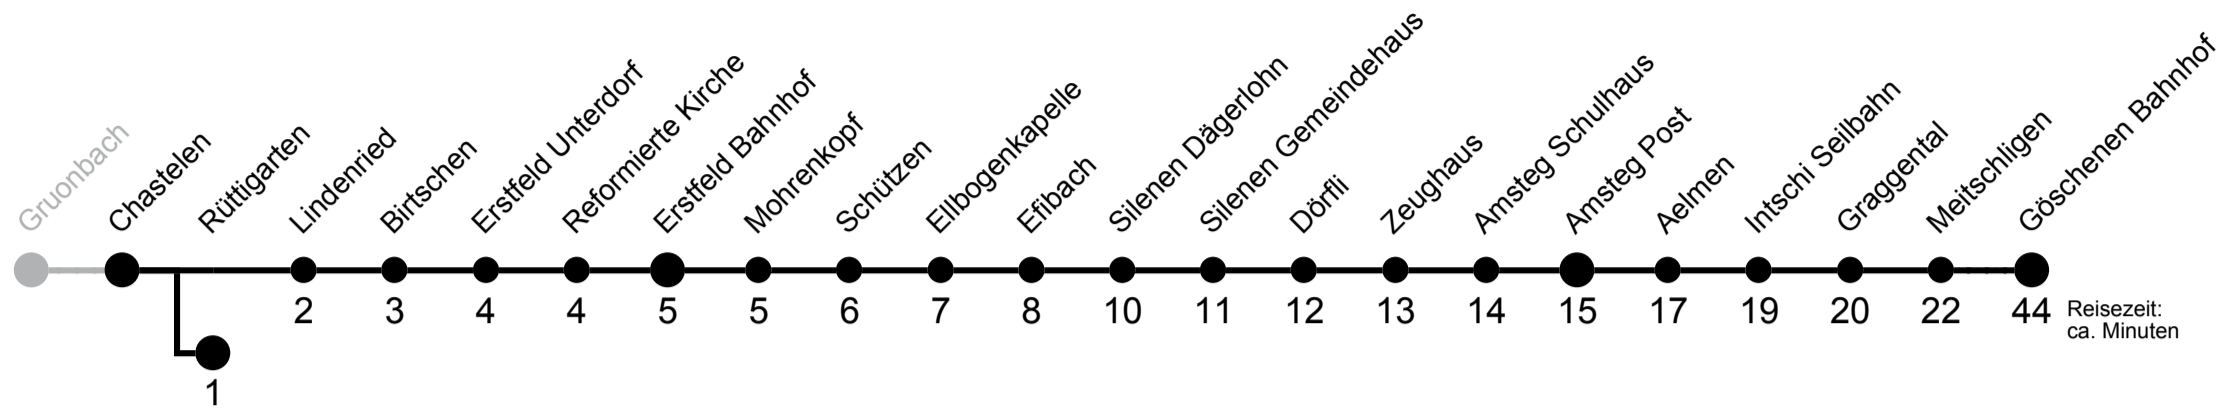 Gruonbach
Chastelen
Rüttigarten
Lindenried
Birtschen
Erstfeld Unterdorf
Reformierte Kirche
Erstfeld Bahnhof
Mohrenkopf
Schützen
Ellbogenkapelle
Efibach
Silenen Dägerlohn
Silenen Gemeindehaus
Dörfli
Zeughaus
Amsteg Schulhaus
Amsteg Post
Aelmen
Intschi Seilbahn
Graggental
Meitschligen
Göschenen Bahnhof
2 3 4 4 5 5 6 7 8 10 11 12 13 14 15 17 19 20 22 44
Reisezeit:
ca. Minuten
1